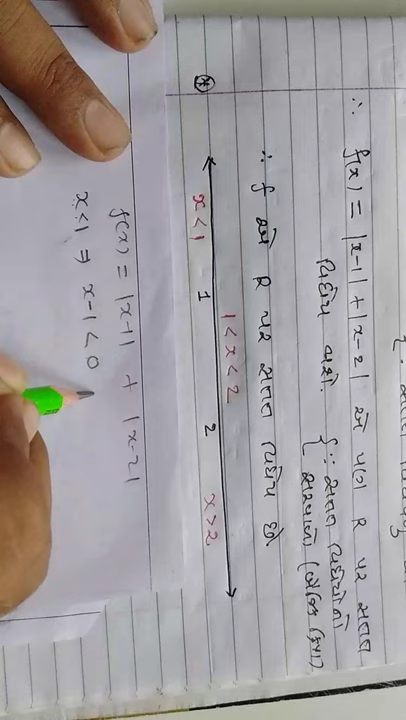 ∴ f(x) = |x-1| + |x-2| એ પણ R પર સતત
વિધેય થશે. {∵ સતત વિધેયોનો
સરવાળો
∴ f એ R પર સતત વિધેય છે.
1 < x < 2
⊛ x < 1 1 2 x > 2
f(x) = |x-1| + |x-2|
x < 1 ⇒ x-1 < 0